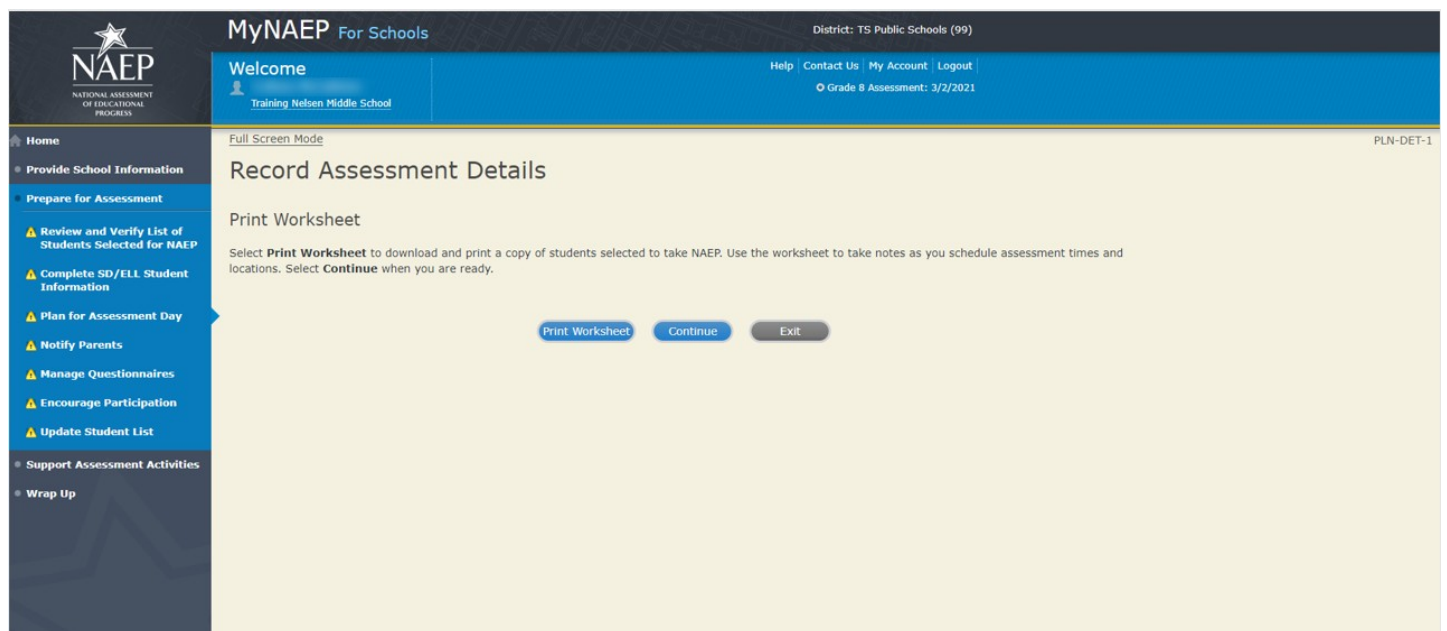 NAEP
NATIONAL ASSESSMENT
OF EDUCATIONAL
PROGRESS
MyNAEP For Schools
District: TS Public Schools (99)
Welcome
Training Nelsen Middle School
Help Contact Us My Account Logout
Grade 8 Assessment: 3/2/2021
Home
Provide School Information
Prepare for Assessment
Review and Verify List of
Students Selected for NAEP
Complete SD/ELL Student
Information
Plan for Assessment Day
Notify Parents
Manage Questionnaires
Encourage Participation
Update Student List
Support Assessment Activities
Wrap Up
Full Screen Mode
PLN-DET-1
Record Assessment Details
Print Worksheet
Select Print Worksheet to download and print a copy of students selected to take NAEP. Use the worksheet to take notes as you schedule assessment times and
locations. Select Continue when you are ready.
Print Worksheet
Continue
Exit